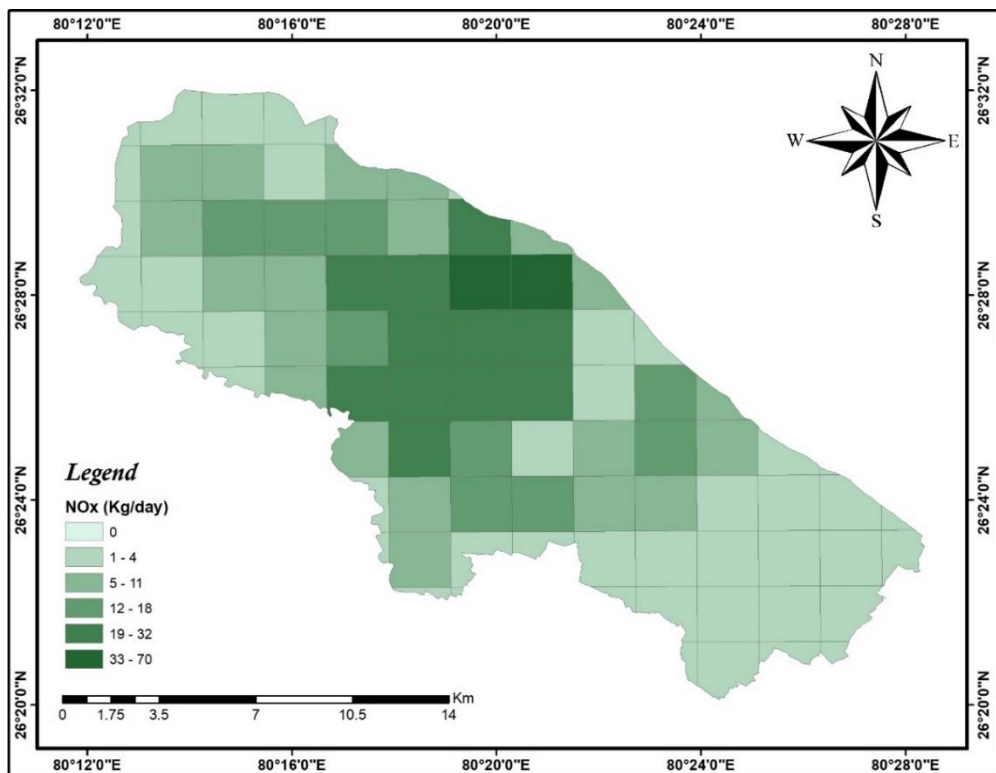 80°12'0"E 80°16'0"E 80°20'0"E 80°24'0"E 80°28'0"E
26°32'0"N 26°32'0"N
N
W E
S
26°28'0"N 26°28'0"N
26°24'0"N 26°24'0"N
Legend
NOx (Kg/day)
0
1 - 4
5 - 11
12 - 18
19 - 32
33 - 70
Km
0 1.75 3.5 7 10.5 14
26°20'0"N 26°20'0"N
80°12'0"E 80°16'0"E 80°20'0"E 80°24'0"E 80°28'0"E